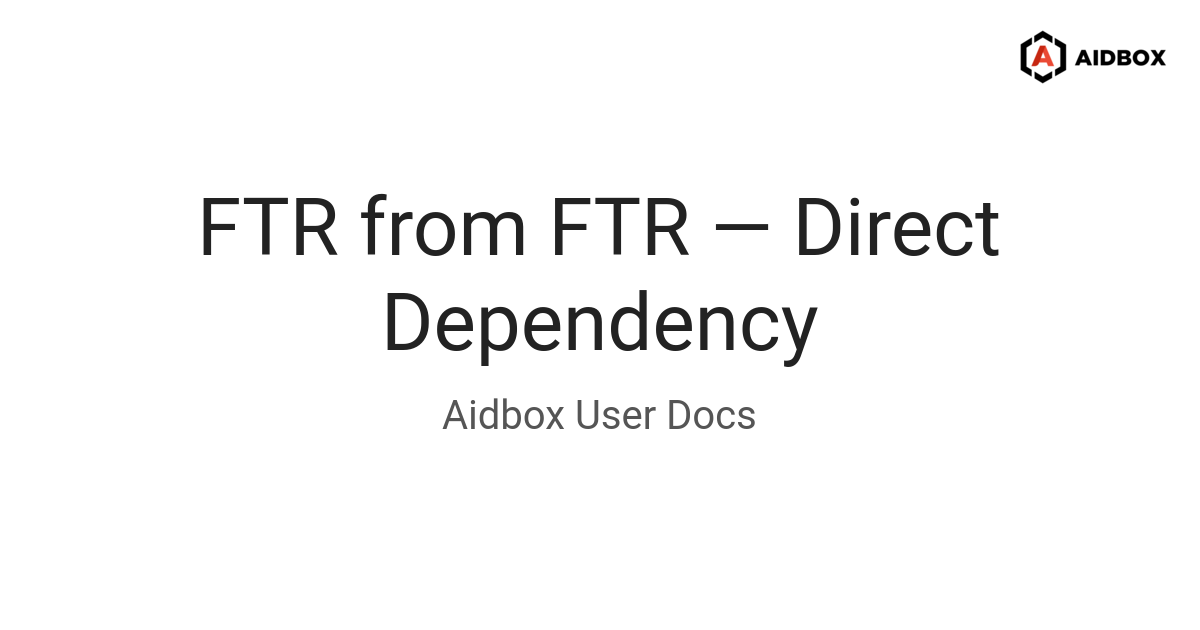 AIDBOX
FTR from FTR — Direct
Dependency
Aidbox User Docs